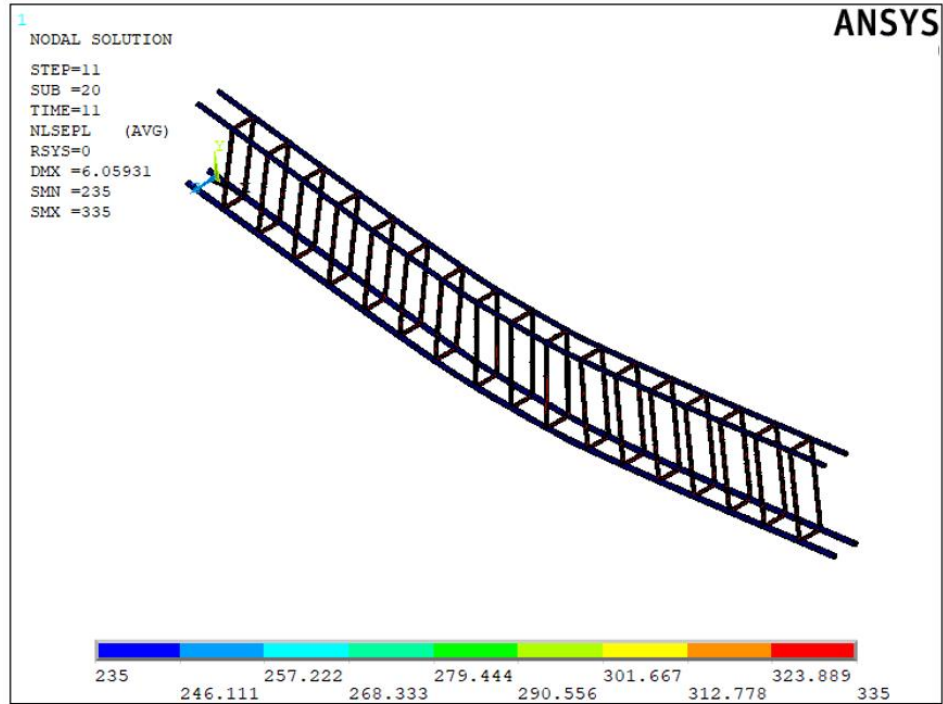 1
ANSYS
NODAL SOLUTION
STEP=11
SUB =20
TIME=11
NLSEPL (AVG)
RSYS=0
DMX =6.05931
SMN =235
SMX =335
Y
235
246.111
257.222
268.333
279.444
290.556
301.667
312.778
323.889
335